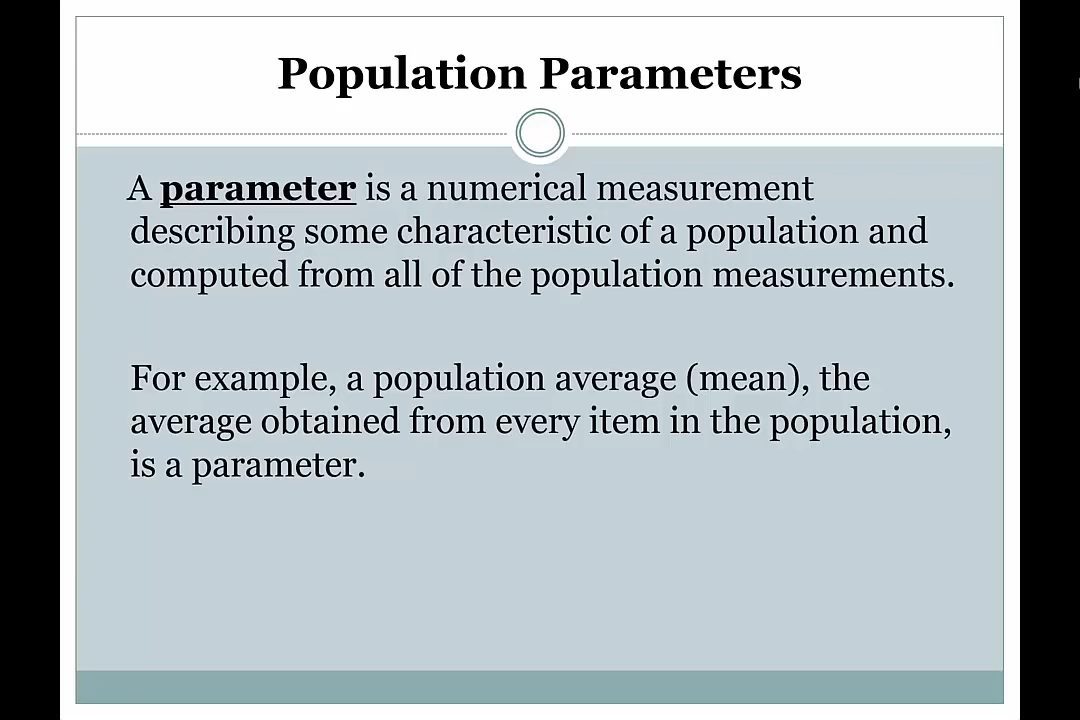 Population Parameters
A parameter is a numerical measurement
describing some characteristic of a population and
computed from all of the population measurements.
For example, a population average (mean), the
average obtained from every item in the population,
is a parameter.